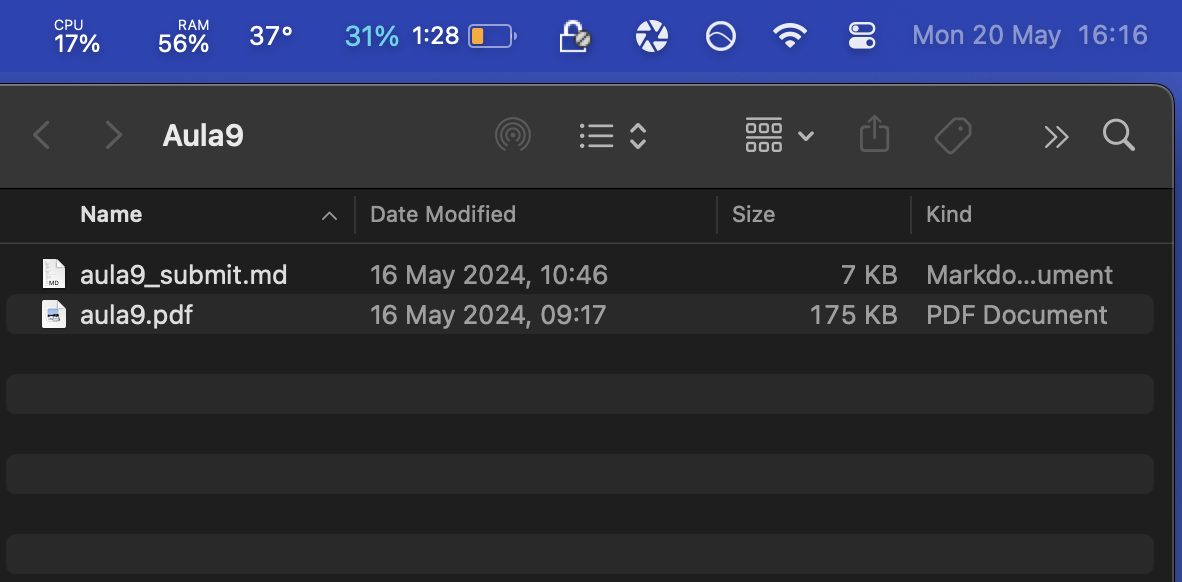 CPU 17% RAM 56% 37° 31% 1:28 Mon 20 May 16:16
Aula9
Name Date Modified Size Kind
MD aula9_submit.md 16 May 2024, 10:46 7 KB Markdo...ument
aula9.pdf 16 May 2024, 09:17 175 KB PDF Document